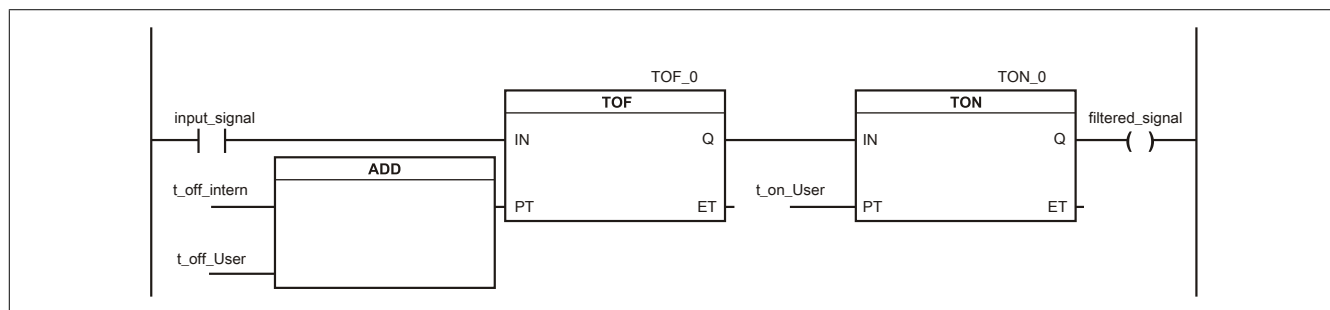 TOF_0 TON_0
TOF TON
input_signal filtered_signal
IN Q IN Q
ADD
t_off_intern t_on_User
PT ET PT ET
t_off_User